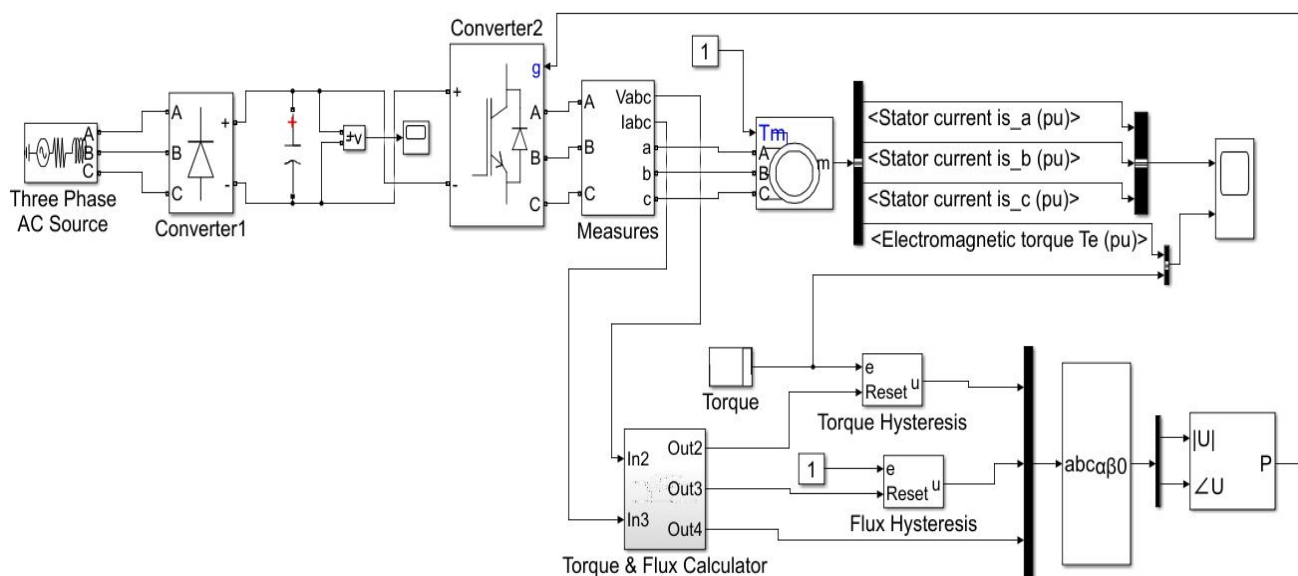 Converter2
g
+
-
A
B
C
Three Phase
AC Source
A
B
C
+
-
Converter1
+
+v
-
A
B
C
A
B
C
Vabc
Iabc
a
b
c
Measures
1
Tm
A
B
C
m
<Stator current is_a (pu)>
<Stator current is_b (pu)>
<Stator current is_c (pu)>
<Electromagnetic torque Te (pu)>
Torque
e
Reset
u
Torque Hysteresis
1
e
Reset
u
Flux Hysteresis
In2
In3
Out2
Out3
Out4
Torque & Flux Calculator
abc
αβ0
|U|
∠U
P